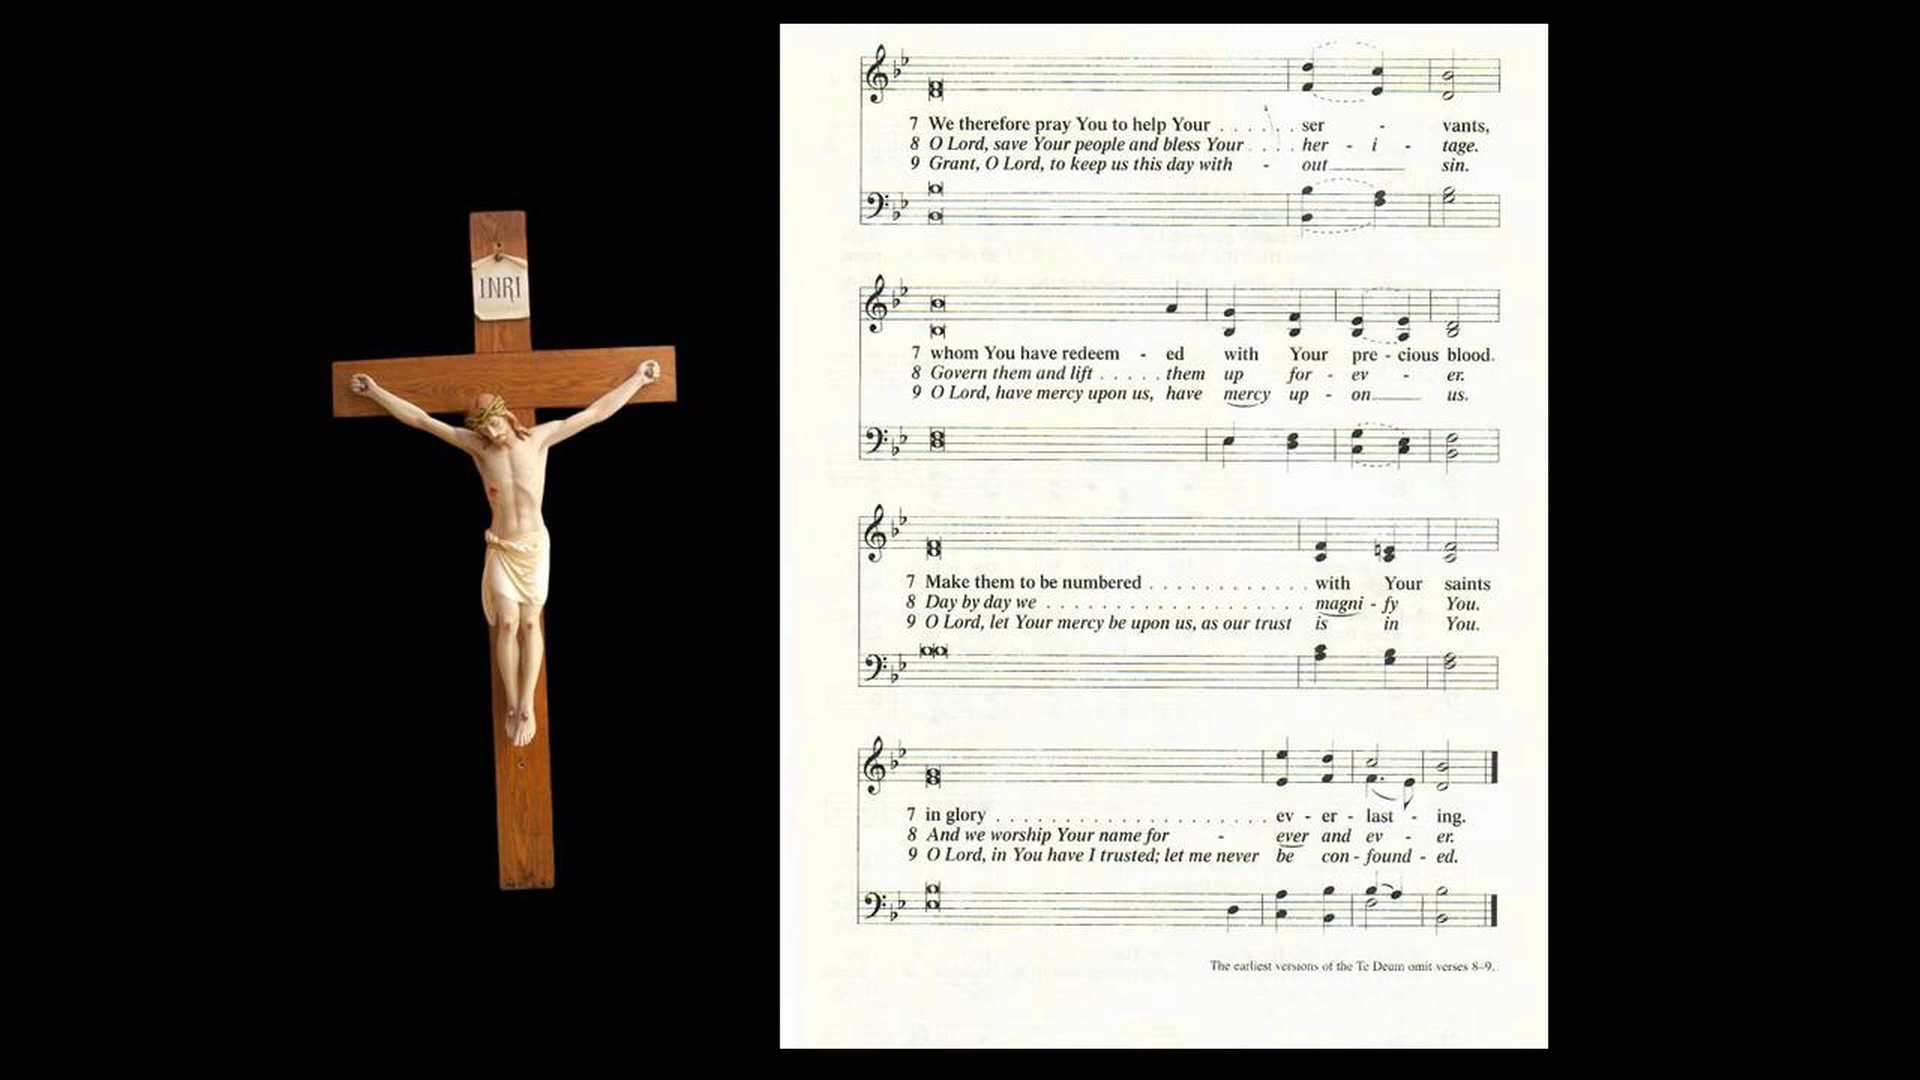 INRI
7 We therefore pray You to help Your . . . . . . ser - vants,
8 O Lord, save Your people and bless Your . . . . her - i - tage.
9 Grant, O Lord, to keep us this day with - out______ sin.
7 whom You have redeem - ed with Your pre - cious blood.
8 Govern them and lift . . . . . them up for - ev - er.
9 O Lord, have mercy upon us, have mercy up - on____ us.
7 Make them to be numbered . . . . . . . . . . . . with Your saints
8 Day by day we . . . . . . . . . . . . . . . . . . . . magni - fy You.
9 O Lord, let Your mercy be upon us, as our trust is in You.
7 in glory . . . . . . . . . . . . . . . . . . . . . ev - er - last - ing.
8 And we worship Your name for - ever and ev - er.
9 O Lord, in You have I trusted; let me never be con - found - ed.
The earliest versions of the Te Deum omit verses 8–9.